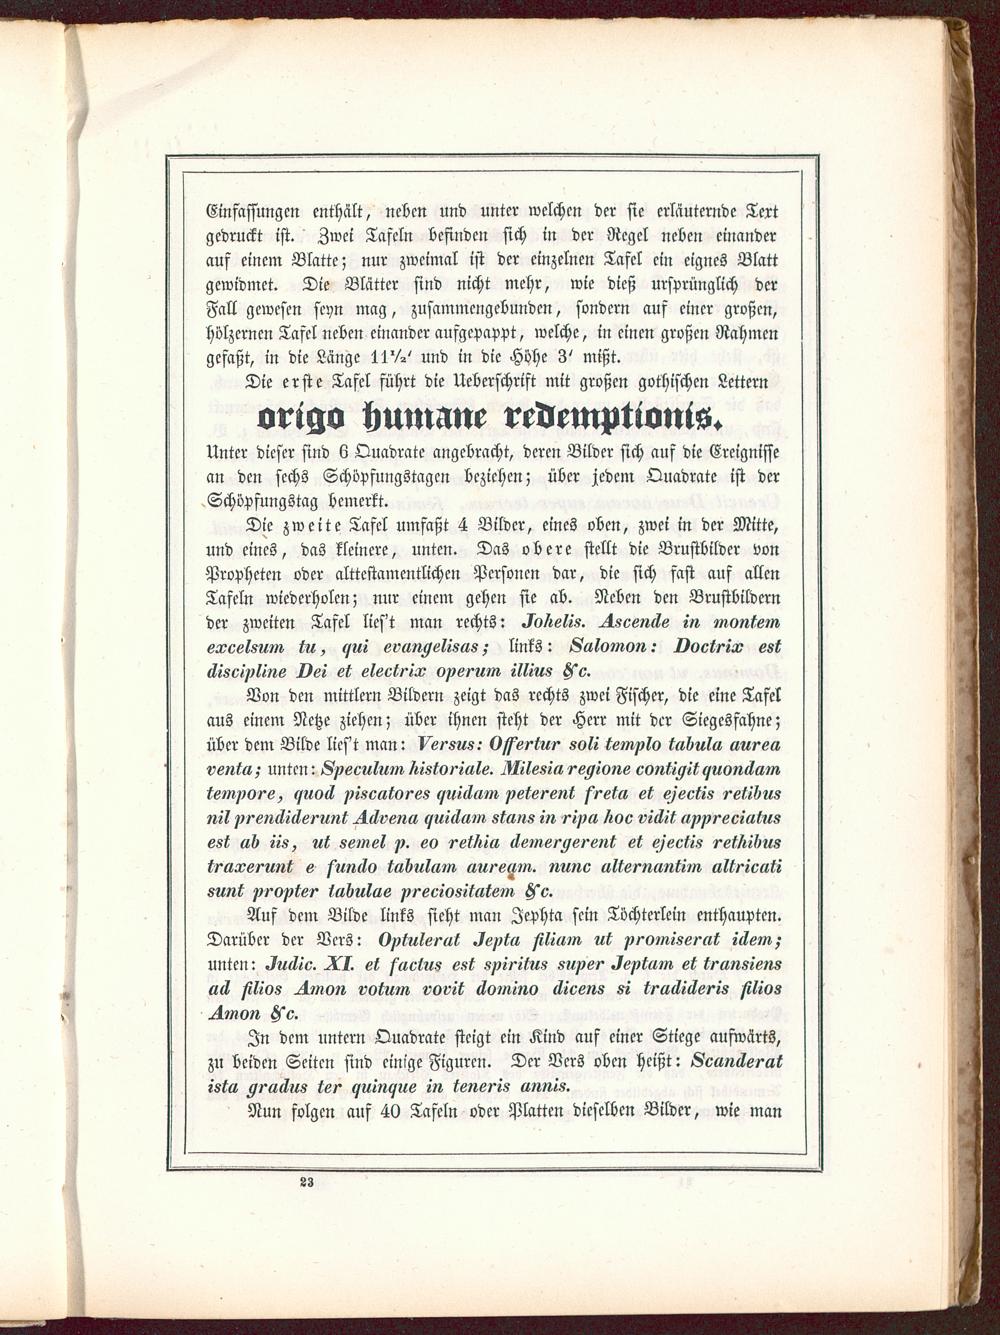 Einfassungen enthält, neben und unter welchen der sie erläuternde Text
gedruckt ist. Zwei Tafeln befinden sich in der Regel neben einander
auf einem Blatte; nur zweimal ist der einzelnen Tafel ein eignes Blatt
gewidmet. Die Blätter sind nicht mehr, wie dieß ursprünglich der
Fall gewesen seyn mag, zusammengebunden, sondern auf einer großen,
hölzernen Tafel neben einander aufgepappt, welche, in einen großen Rahmen
gefaßt, in die Länge 11½′ und in die Höhe 3′ mißt.
Die erste Tafel führt die Ueberschrift mit großen gothischen Lettern
origo humane redemptionis.
Unter dieser sind 6 Quadrate angebracht, deren Bilder sich auf die Ereignisse
an den sechs Schöpfungstagen beziehen; über jedem Quadrate ist der
Schöpfungstag bemerkt.
Die zweite Tafel umfaßt 4 Bilder, eines oben, zwei in der Mitte,
und eines, das kleinere, unten. Das obere stellt die Brustbilder von
Propheten oder alttestamentlichen Personen dar, die sich fast auf allen
Tafeln wiederholen; nur einem gehen sie ab. Neben den Brustbildern
der zweiten Tafel lies't man rechts: Johelis. Ascende in montem
excelsum tu, qui evangelisas; links: Salomon: Doctrix est
discipline Dei et electrix operum illius &c.
Von den mittlern Bildern zeigt das rechts zwei Fischer, die eine Tafel
aus einem Netze ziehen; über ihnen steht der Herr mit der Siegesfahne;
über dem Bilde lies't man: Versus: Offertur soli templo tabula aurea
venta; unten: Speculum historiale. Milesia regione contigit quondam
tempore, quod piscatores quidam peterent freta et ejectis retibus
nil prendiderunt Advena quidam stans in ripa hoc vidit appreciatus
est ab iis, ut semel p. eo rethia demergerent et ejectis rethibus
traxerunt e fundo tabulam auream. nunc alternantim altricati
sunt propter tabulae preciositatem &c.
Auf dem Bilde links sieht man Jephta sein Töchterlein enthaupten.
Darüber der Vers: Optulerat Jepta filiam ut promiserat idem;
unten: Judic. XI. et factus est spiritus super Jeptam et transiens
ad filios Amon votum vovit domino dicens si tradideris filios
Amon &c.
In dem untern Quadrate steigt ein Kind auf einer Stiege aufwärts,
zu beiden Seiten sind einige Figuren. Der Vers oben heißt: Scanderat
ista gradus ter quinque in teneris annis.
Nun folgen auf 40 Tafeln oder Platten dieselben Bilder, wie man
23